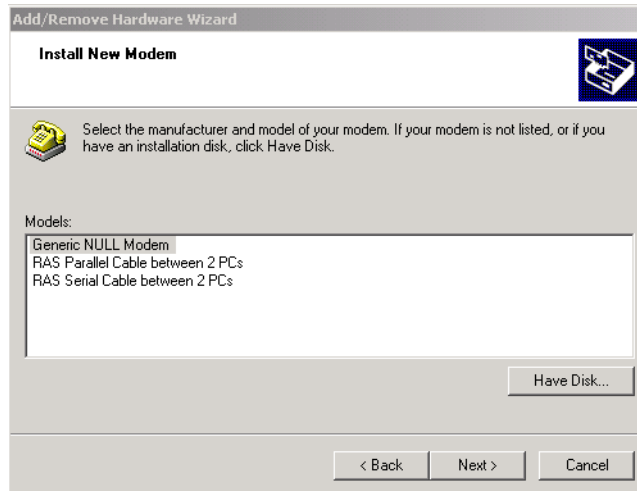 Add/Remove Hardware Wizard
Install New Modem
Select the manufacturer and model of your modem. If your modem is not listed, or if you
have an installation disk, click Have Disk.
Models:
Generic NULL Modem
RAS Parallel Cable between 2 PCs
RAS Serial Cable between 2 PCs
Have Disk...
< Back
Next >
Cancel